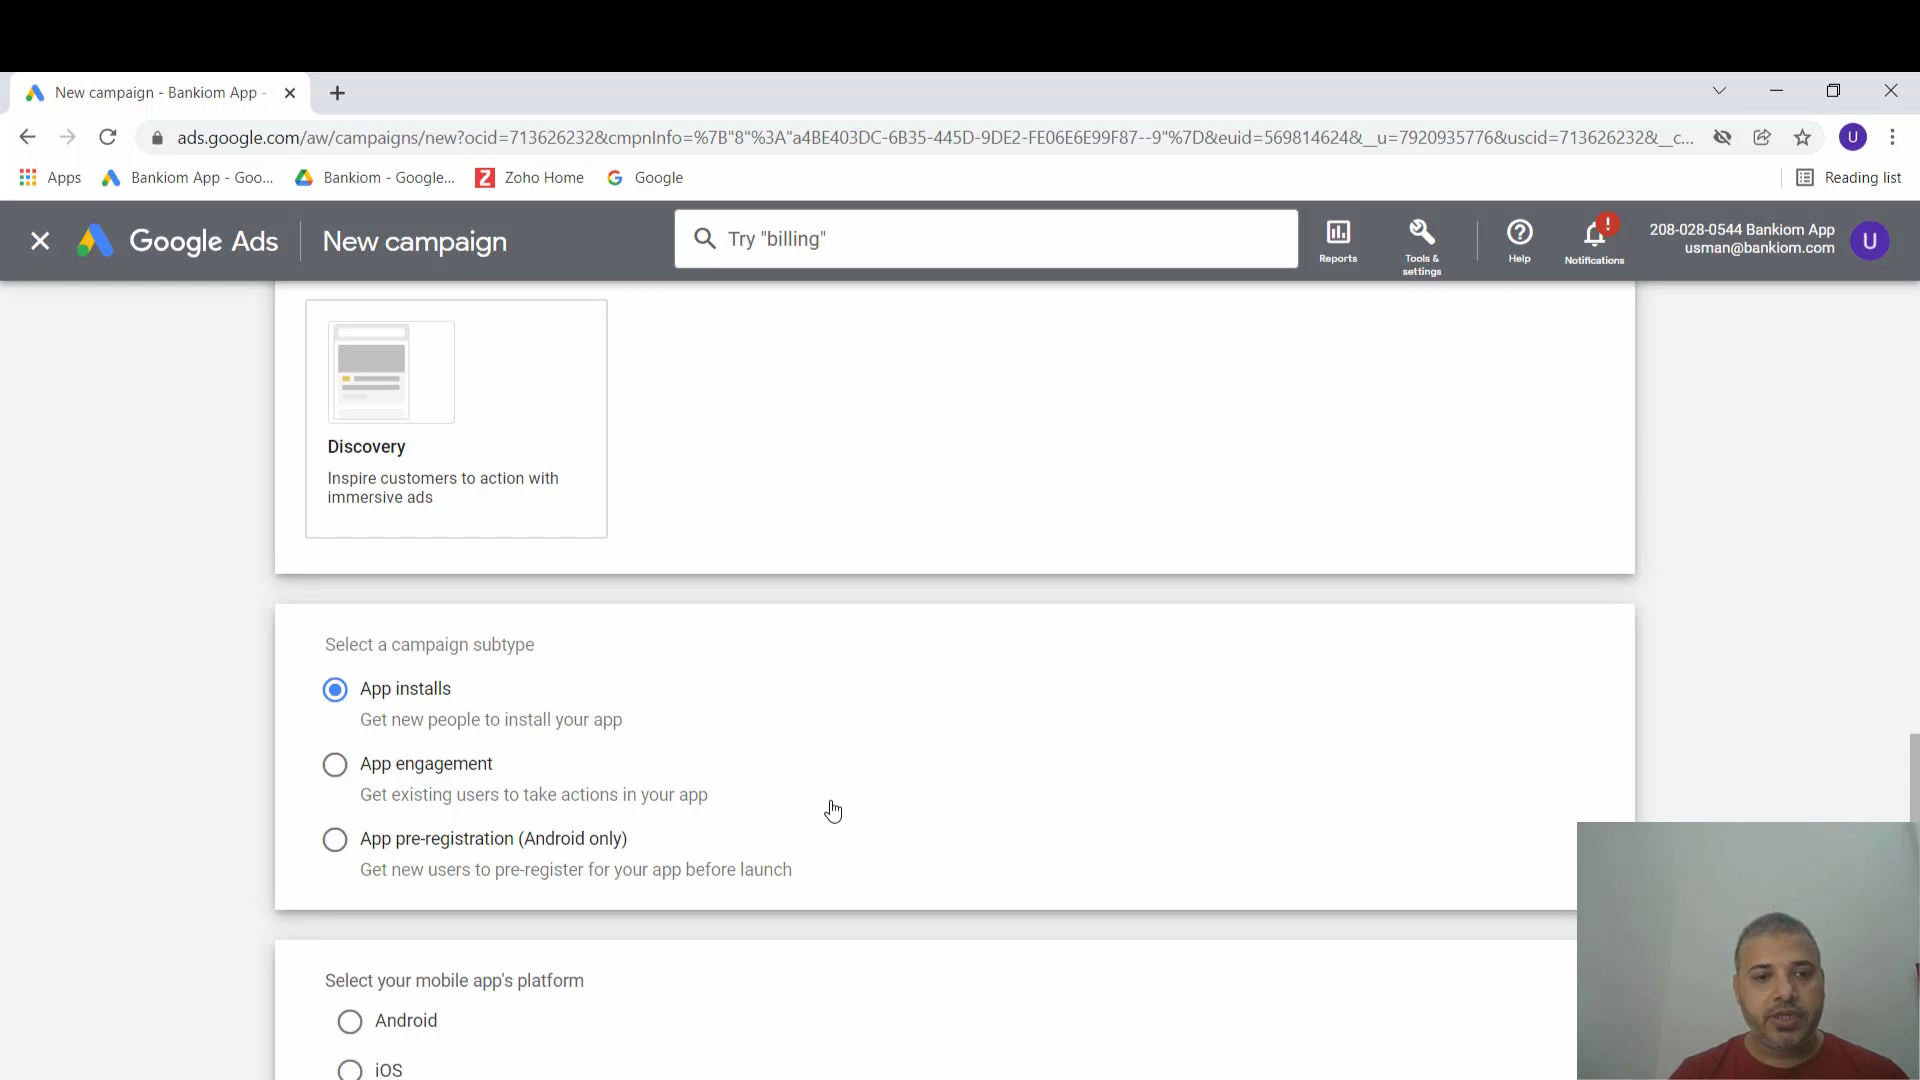 New campaign - Bankiom App -
ads.google.com/aw/campaigns/new?ocid=713626232&cmpnInfo=%7B"8"%3A"a4BE403DC-6B35-445D-9DE2-FE06E6E99F87--9"%7D&euid=569814624&__u=7920935776&uscid=713626232&__c...
U
Apps
Bankiom App - Goo...
Bankiom - Google...
Zoho Home
Google
Reading list
Google Ads
New campaign
Try "billing"
Reports
Tools &
settings
Help
!
Notifications
208-028-0544 Bankiom App
usman@bankiom.com
U
Discovery
Inspire customers to action with
immersive ads
Select a campaign subtype
App installs
Get new people to install your app
App engagement
Get existing users to take actions in your app
App pre-registration (Android only)
Get new users to pre-register for your app before launch
Select your mobile app's platform
Android
iOS